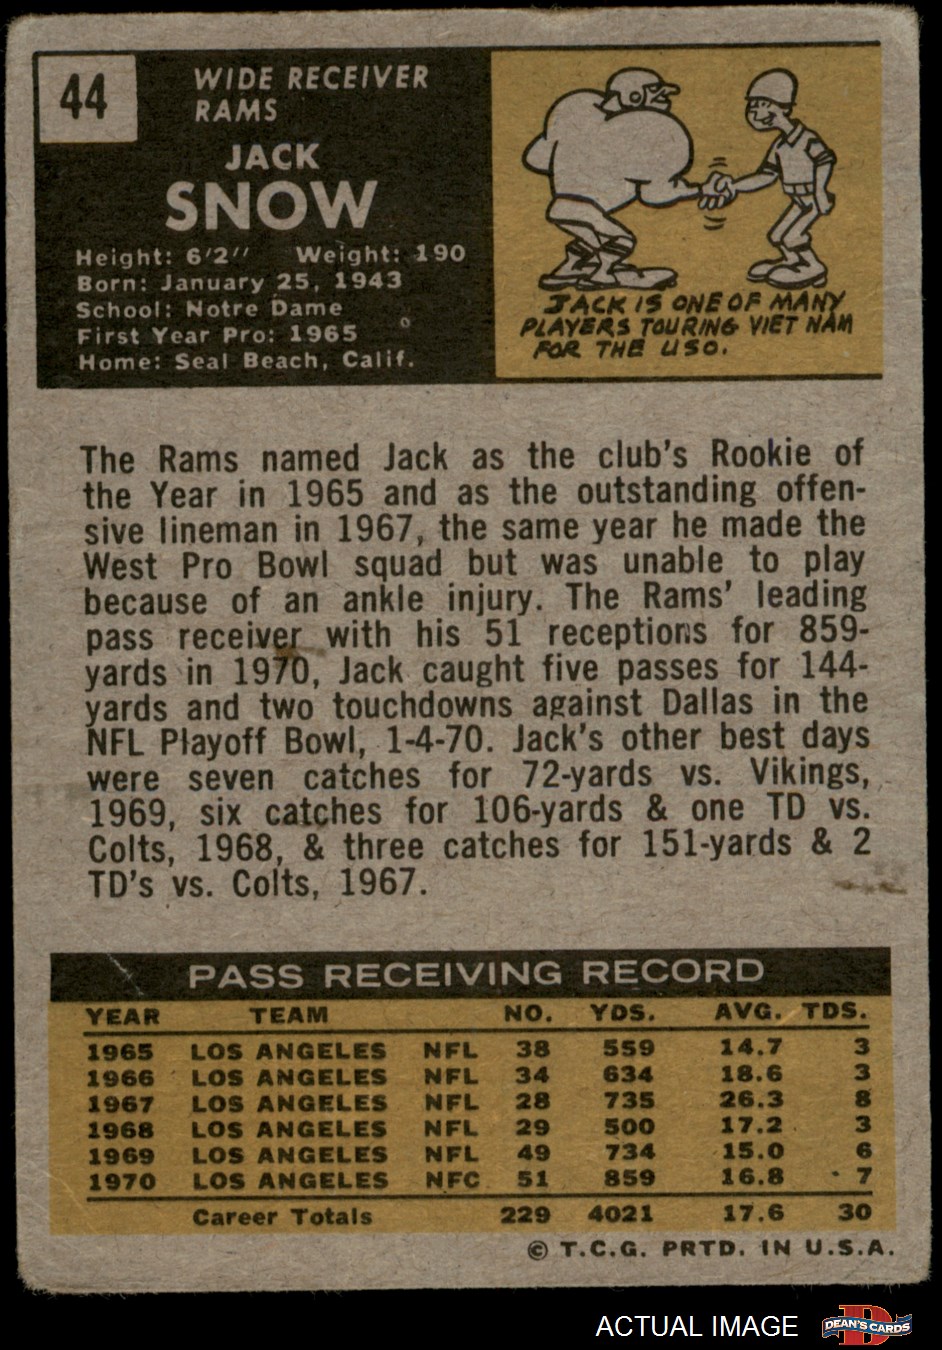 44
WIDE RECEIVER
RAMS
JACK
SNOW
Height: 6'2'' Weight: 190
Born: January 25, 1943
School: Notre Dame
First Year Pro: 1965
Home: Seal Beach, Calif.
JACK IS ONE OF MANY
PLAYERS TOURING VIET NAM
FOR THE USO.
The Rams named Jack as the club's Rookie of
the Year in 1965 and as the outstanding offen-
sive lineman in 1967, the same year he made the
West Pro Bowl squad but was unable to play
because of an ankle injury. The Rams' leading
pass receiver with his 51 receptions for 859-
yards in 1970, Jack caught five passes for 144-
yards and two touchdowns against Dallas in the
NFL Playoff Bowl, 1-4-70. Jack's other best days
were seven catches for 72-yards vs. Vikings,
1969, six catches for 106-yards & one TD vs.
Colts, 1968, & three catches for 151-yards & 2
TD's vs. Colts, 1967.
PASS RECEIVING RECORD
YEAR TEAM NO. YDS. AVG. TDS.
1965 LOS ANGELES NFL 38 559 14.7 3
1966 LOS ANGELES NFL 34 634 18.6 3
1967 LOS ANGELES NFL 28 735 26.3 8
1968 LOS ANGELES NFL 29 500 17.2 3
1969 LOS ANGELES NFL 49 734 15.0 6
1970 LOS ANGELES NFC 51 859 16.8 7
Career Totals 229 4021 17.6 30
© T.C.G. PRTD. IN U.S.A.
ACTUAL IMAGE
DEAN'S CARDS